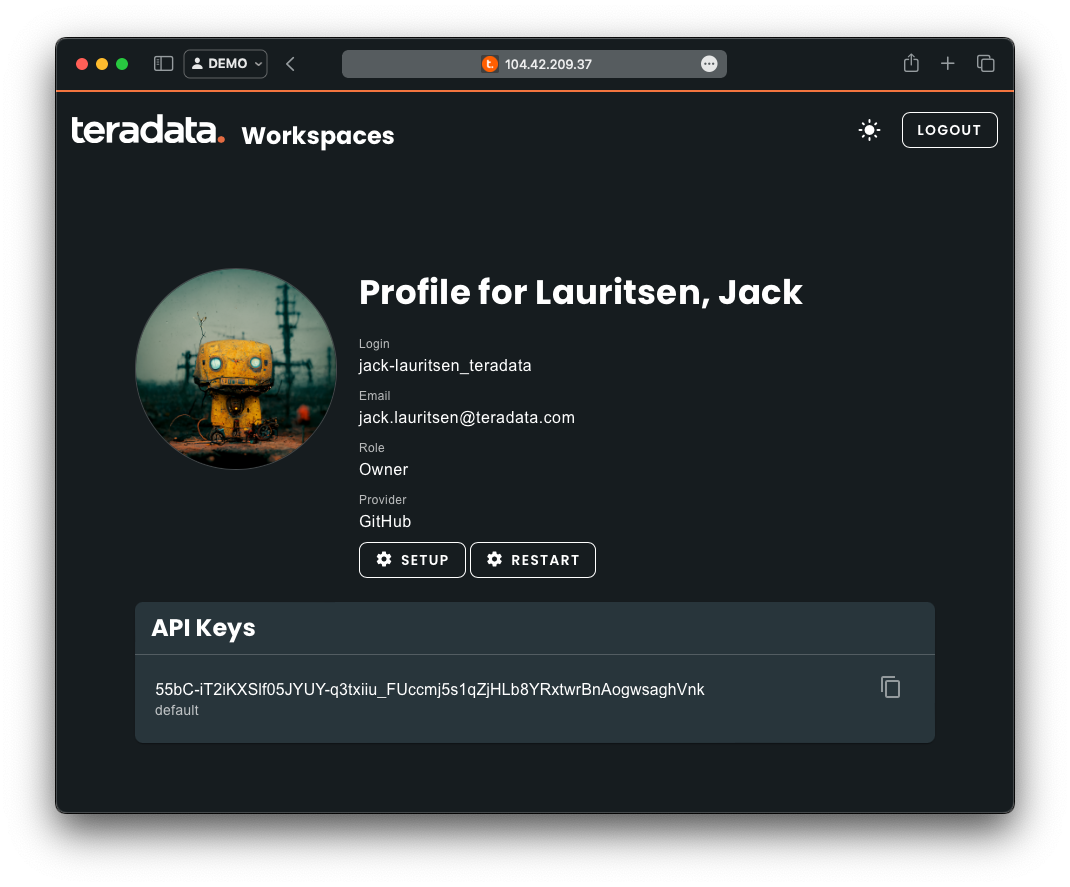 DEMO
104.42.209.37
teradata. Workspaces
LOGOUT
Profile for Lauritsen, Jack
Login
jack-lauritsen_teradata
Email
jack.lauritsen@teradata.com
Role
Owner
Provider
GitHub
SETUP
RESTART
API Keys
55bC-iT2iKXSlf05JYUY-q3txiiu_FUccmj5s1qZjHLb8YRxtwrBnAogwsaghVnk
default